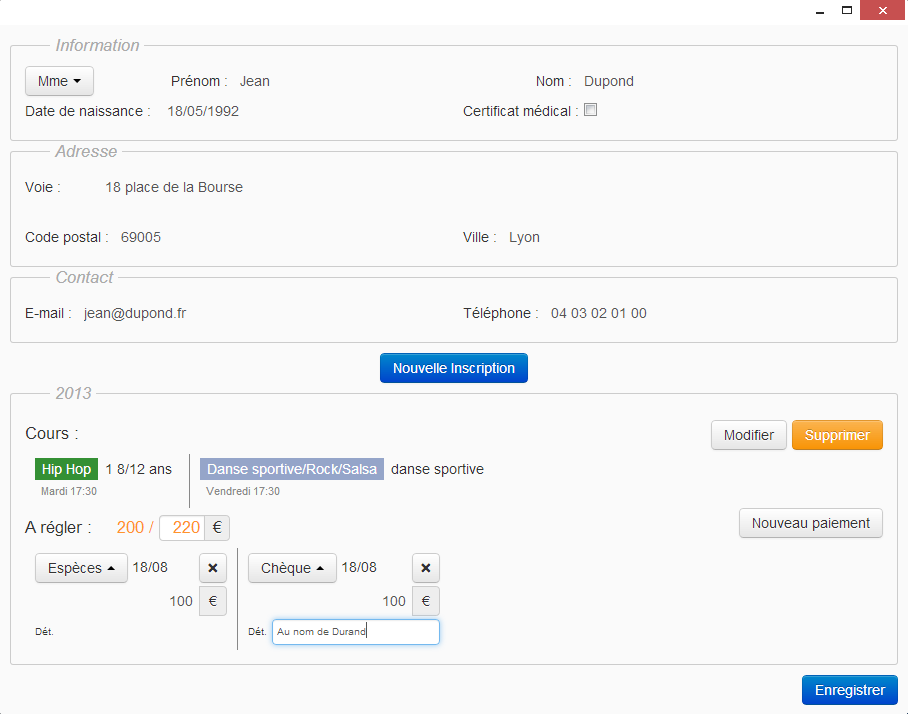 Information
Mme Prénom : Jean Nom : Dupond
Date de naissance : 18/05/1992 Certificat médical :
Adresse
Voie : 18 place de la Bourse
Code postal : 69005 Ville : Lyon
Contact
E-mail : jean@dupond.fr Téléphone : 04 03 02 01 00
Nouvelle Inscription
2013
Cours : Modifier Supprimer
Hip Hop 1 8/12 ans Danse sportive/Rock/Salsa danse sportive
Mardi 17:30 Vendredi 17:30
A régler : 200 / 220 € Nouveau paiement
Espèces 18/08 Chèque 18/08
100 € 100 €
Dét. Dét. Au nom de Durand
Enregistrer